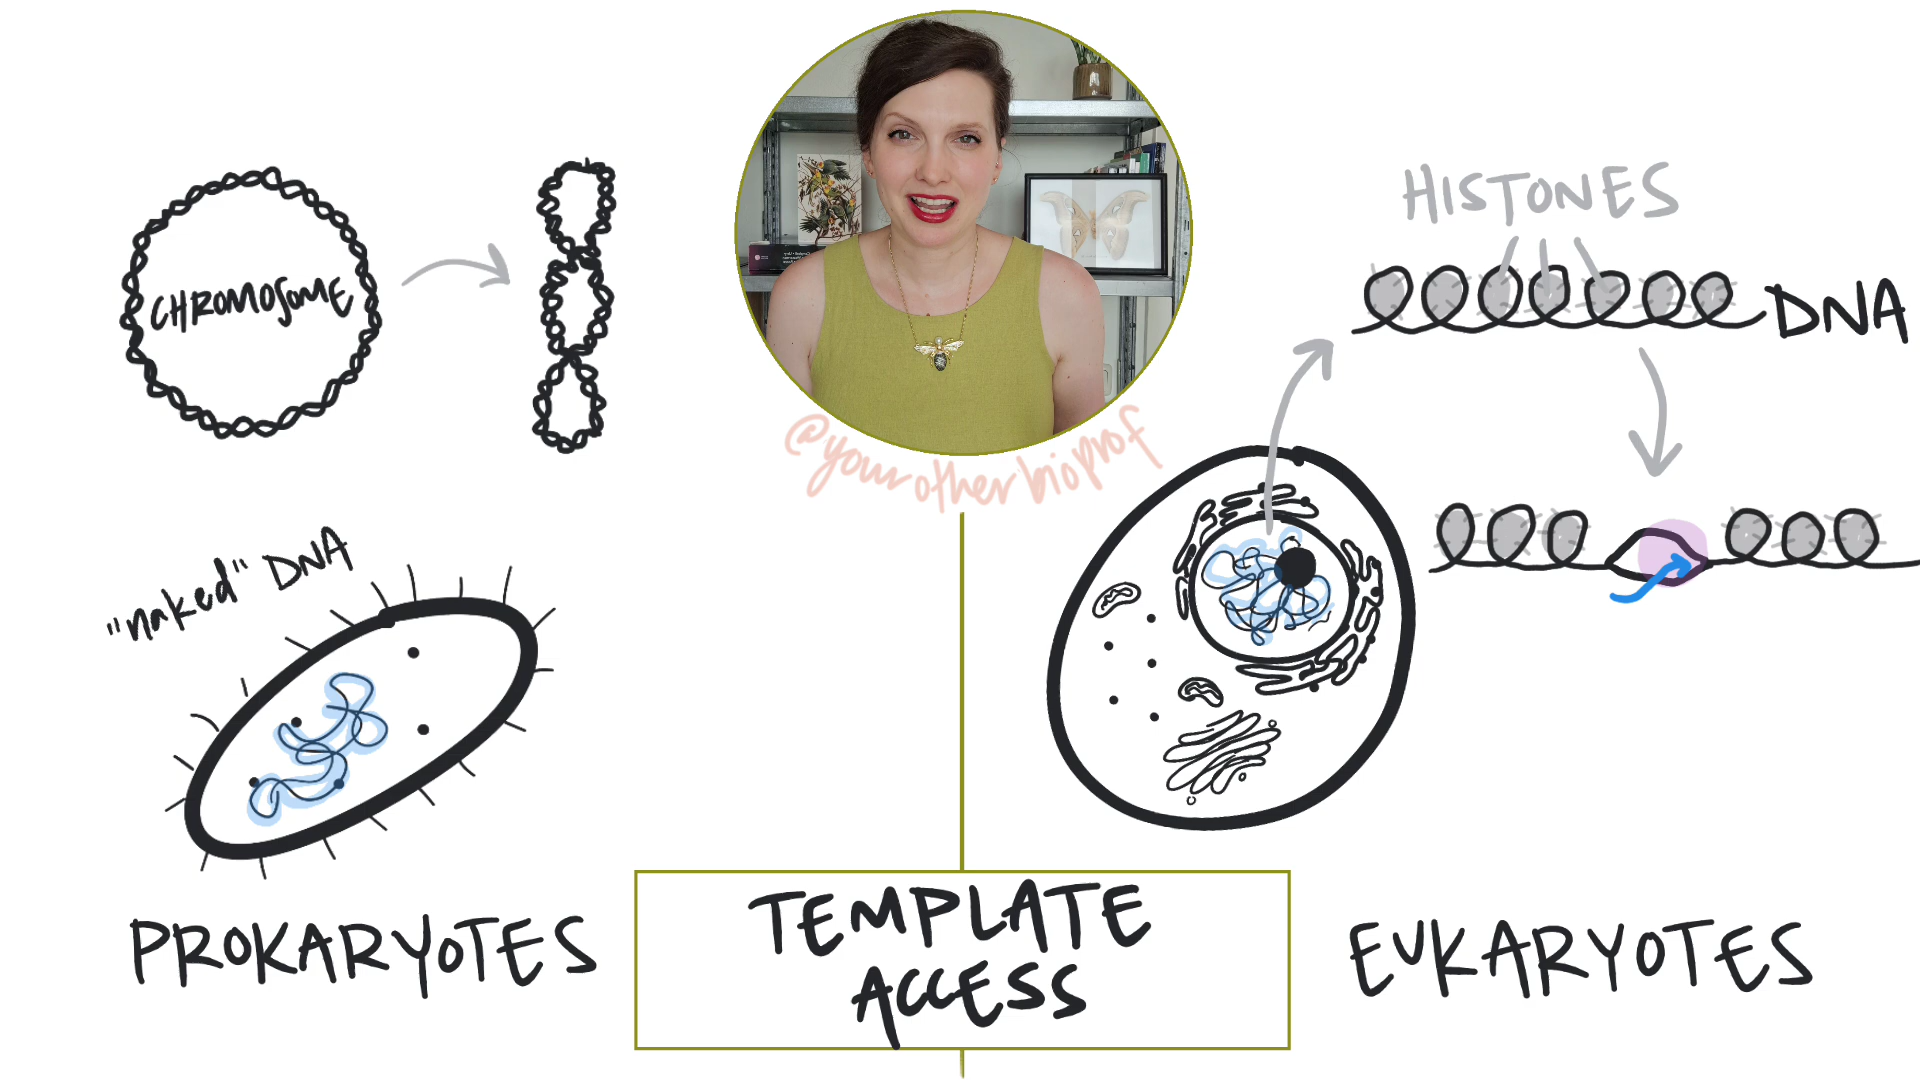 CHROMOSOME
"naked" DNA
PROKARYOTES
@yourotherbioprof
TEMPLATE
ACCESS
HISTONES
DNA
EUKARYOTES